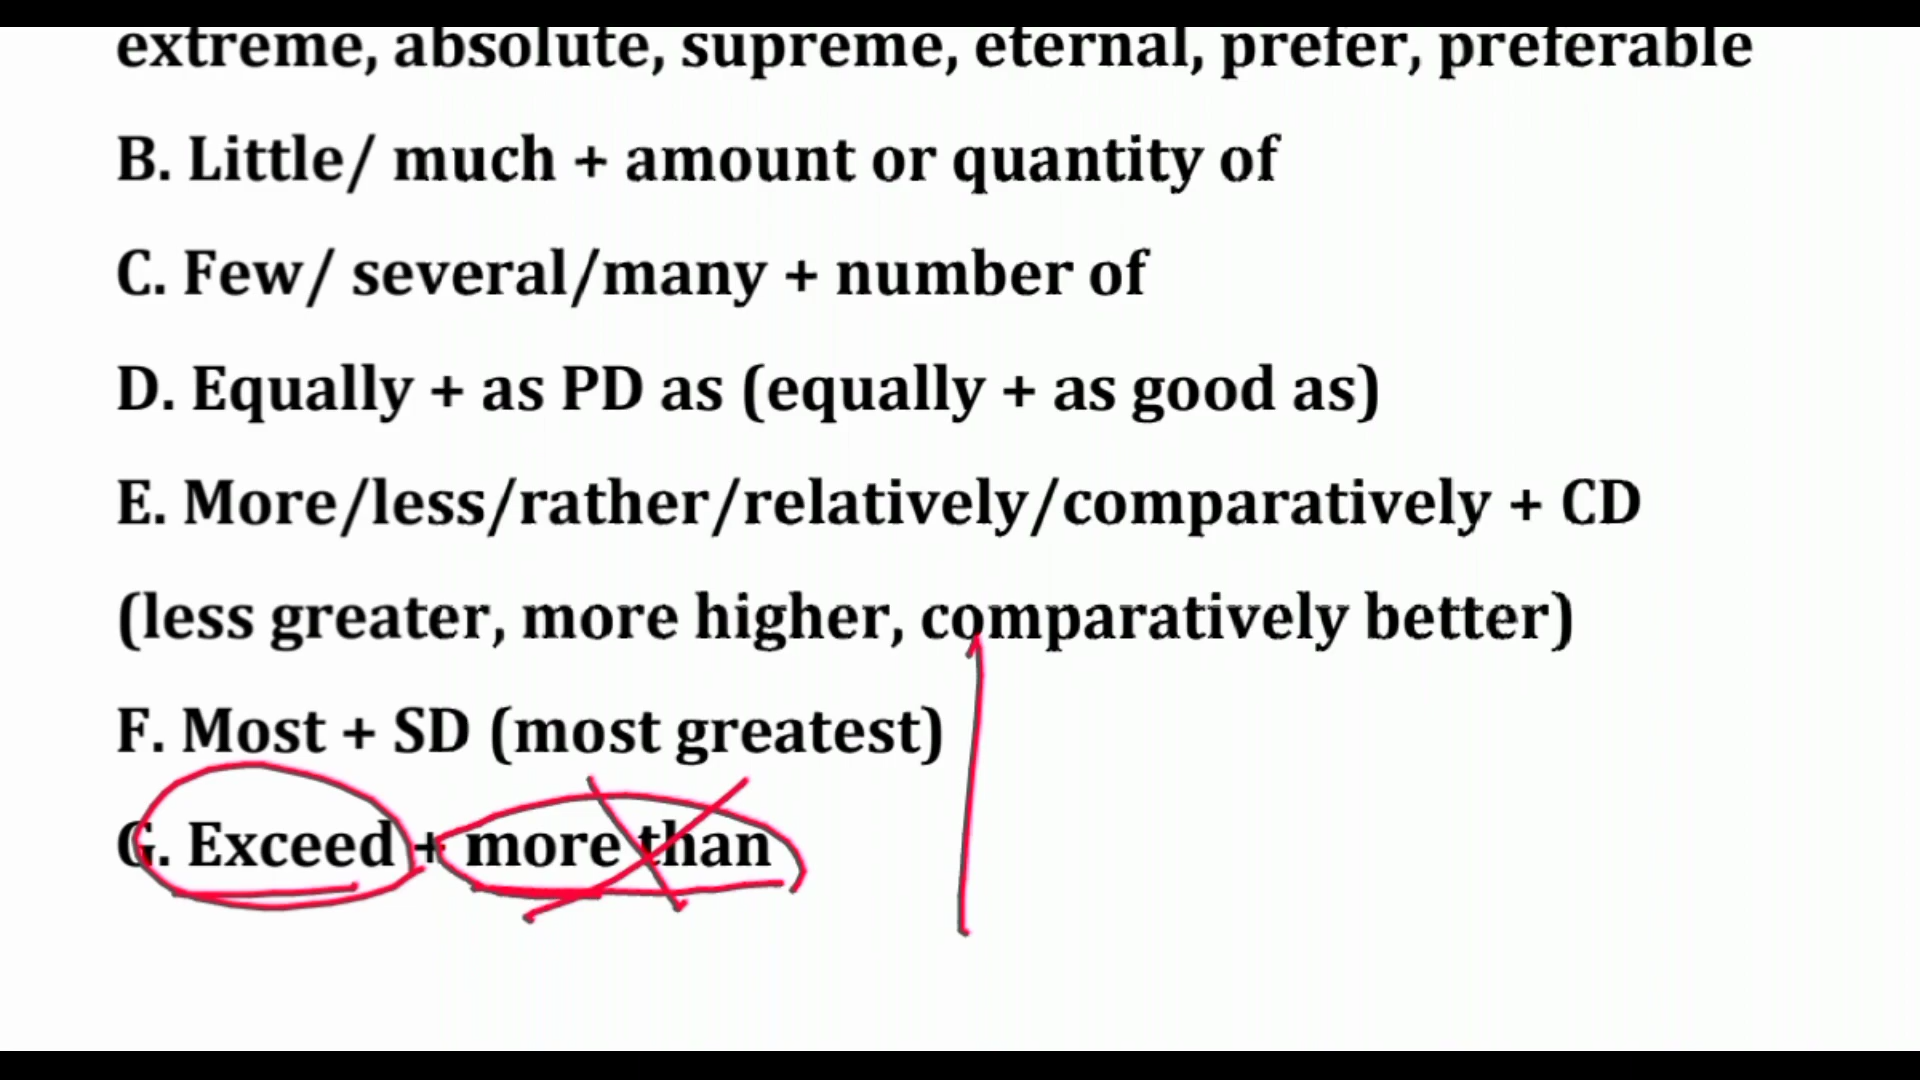 extreme, absolute, supreme, eternal, prefer, preferable
B. Little/ much + amount or quantity of
C. Few/ several/many + number of
D. Equally + as PD as (equally + as good as)
E. More/less/rather/relatively/comparatively + CD
(less greater, more higher, comparatively better)
F. Most + SD (most greatest)
G. Exceed + more than